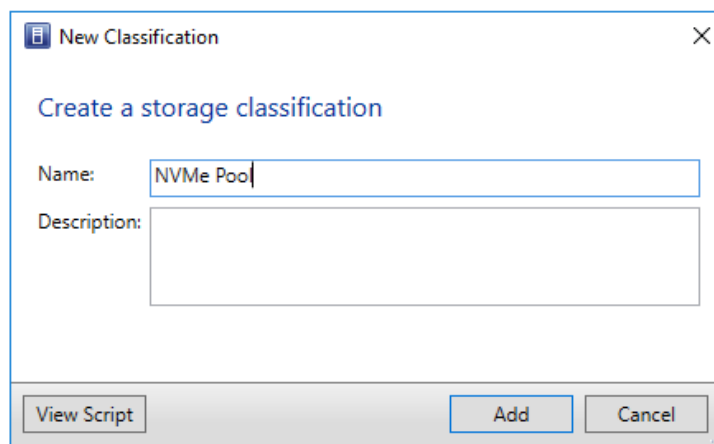 New Classification
Create a storage classification
Name: NVMe Pool
Description:
View Script Add Cancel